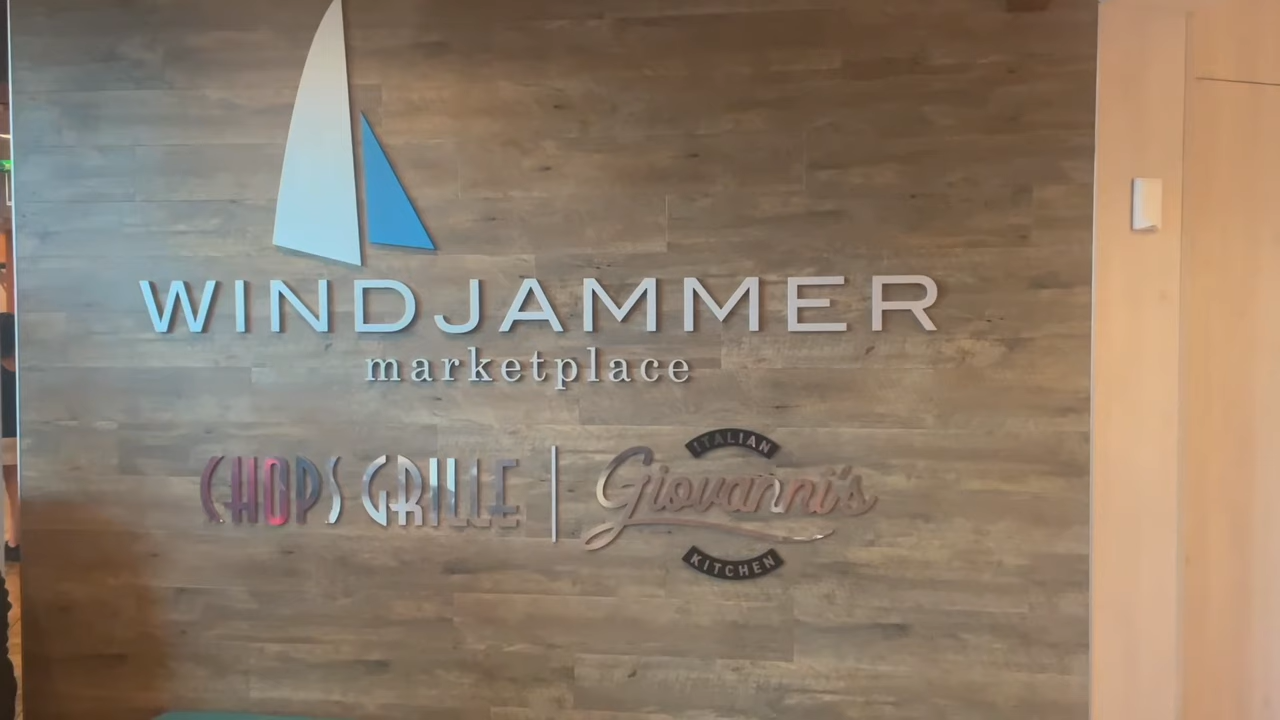 WINDJAMMER
marketplace
CHOPS GRILLE
ITALIAN
Giovanni's
KITCHEN